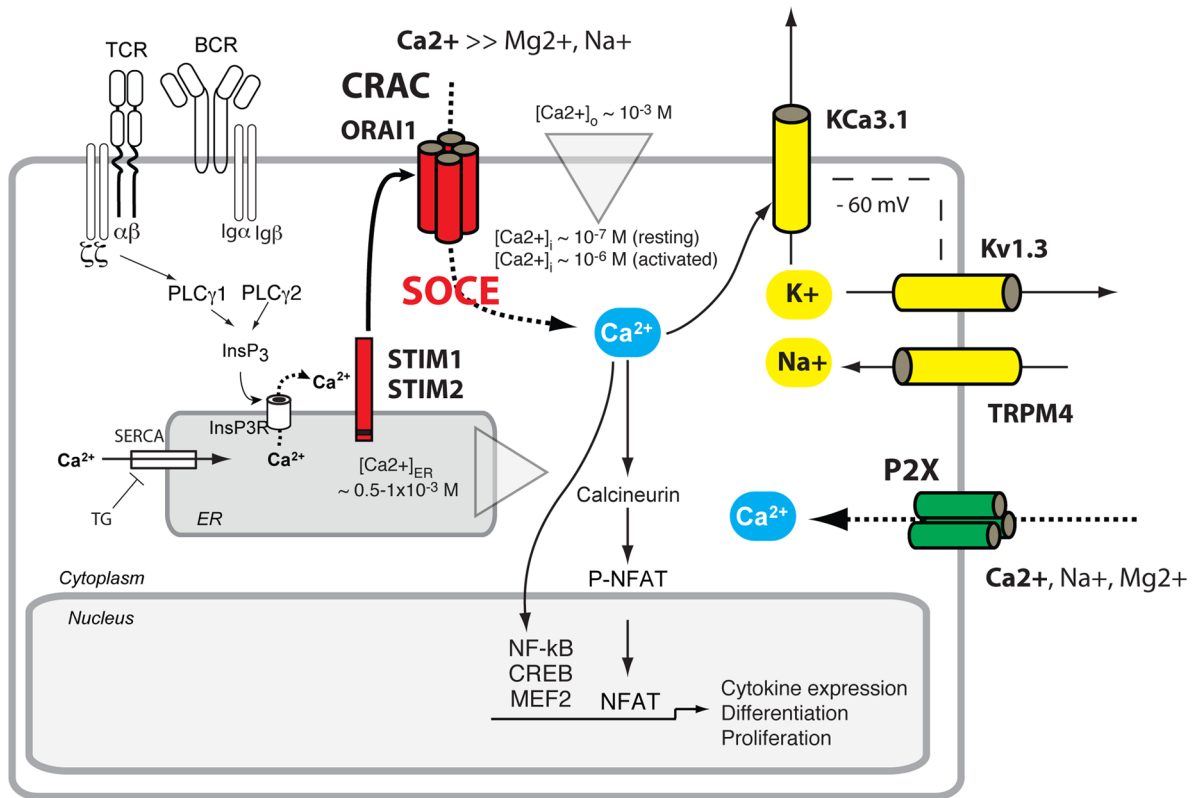 TCR
BCR
Ca2+ >> Mg2+, Na+
CRAC
ORAI1
[Ca2+]o ~ 10-3 M
KCa3.1
- 60 mV
αβ
ζζ
Igα Igβ
[Ca2+]i ~ 10-7 M (resting)
[Ca2+]i ~ 10-6 M (activated)
Kv1.3
PLCγ1 PLCγ2
SOCE
K+
InsP3
Ca2+
STIM1
STIM2
Ca2+
Na+
TRPM4
InsP3R
SERCA
Ca2+
Ca2+
[Ca2+]ER
~ 0.5-1x10-3 M
TG
ER
Calcineurin
P2X
Ca2+
Ca2+, Na+, Mg2+
Cytoplasm
P-NFAT
Nucleus
NF-kB
CREB
MEF2
NFAT
Cytokine expression
Differentiation
Proliferation